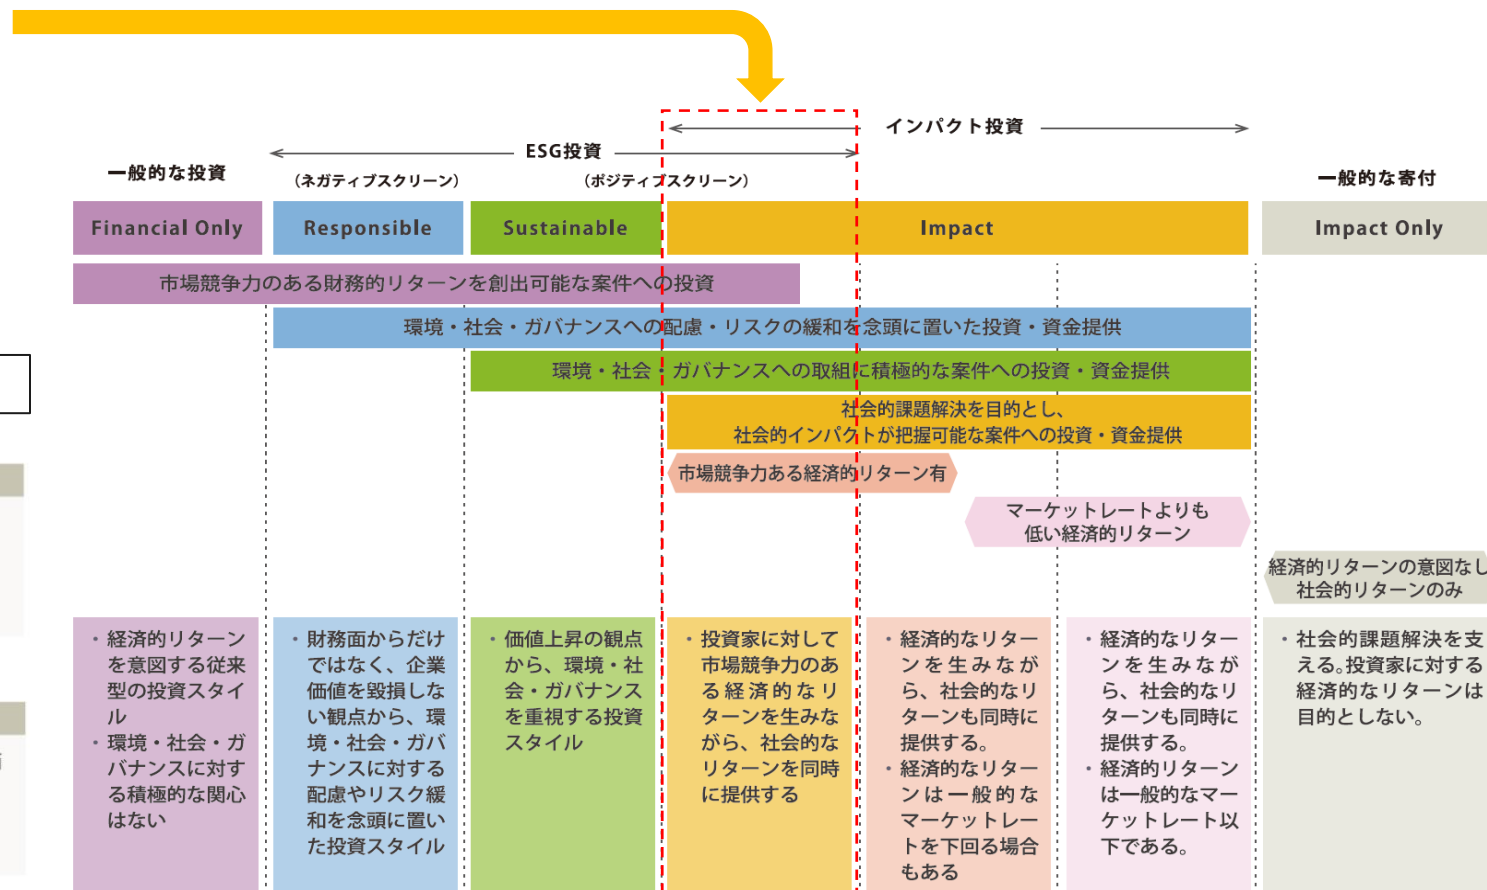 インパクト投資
ESG投資
一般的な投資
（ネガティブスクリーン）
（ポジティブスクリーン）
一般的な寄付
Financial Only
Responsible
Sustainable
Impact
Impact Only
市場競争力のある財務的リターンを創出可能な案件への投資
環境・社会・ガバナンスへの配慮・リスクの緩和を念頭に置いた投資・資金提供
環境・社会・ガバナンスへの取組に積極的な案件への投資・資金提供
社会的課題解決を目的とし、
社会的インパクトが把握可能な案件への投資・資金提供
市場競争力ある経済的リターン有
マーケットレートよりも
低い経済的リターン
経済的リターンの意図なし
社会的リターンのみ
・経済的リターン
を意図する従来
型の投資スタイ
ル
・環境・社会・ガ
バナンスに対す
る積極的な関心
はない
・財務面からだけ
ではなく、企業
価値を毀損しな
い観点から、環
境・社会・ガバ
ナンスに対する
配慮やリスク緩
和を念頭に置い
た投資スタイル
・価値上昇の観点
から、環境・社
会・ガバナンス
を重視する投資
スタイル
・投資家に対して
市場競争力のあ
る経済的なリ
ターンを生みな
がら、社会的な
リターンを同時
に提供する
・経済的なリター
ンを生みなが
ら、社会的なリ
ターンも同時に
提供する。
・経済的なリター
ンは一般的な
マーケットレー
トを下回る場合
もある
・経済的なリター
ンを生みなが
ら、社会的なリ
ターンも同時に
提供する。
・経済的リターン
は一般的なマー
ケットレート以
下である。
・社会的課題解決を支
える。投資家に対する
経済的なリターンは
目的としない。